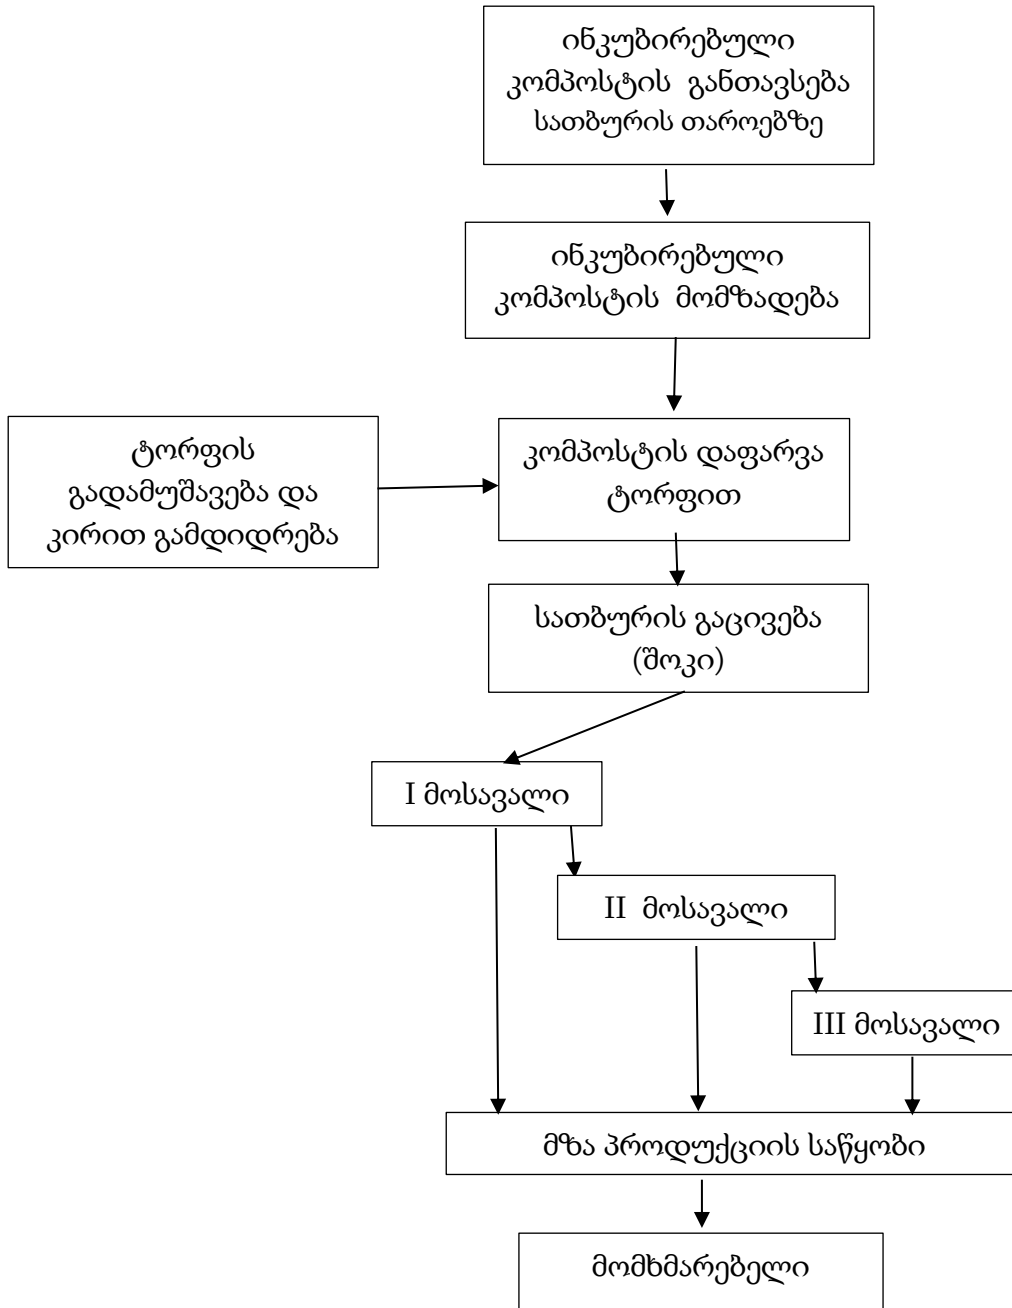 ინკუბირებული
კომპოსტის განთავსება
სათბურის თაროებზე
ინკუბირებული
კომპოსტის მომზადება
ტორფის
გადამუშავება და
კირით გამდიდრება
კომპოსტის დაფარვა
ტორფით
სათბურის გაცივება
(შოკი)
I მოსავალი
II მოსავალი
III მოსავალი
მზა პროდუქციის საწყობი
მომხმარებელი